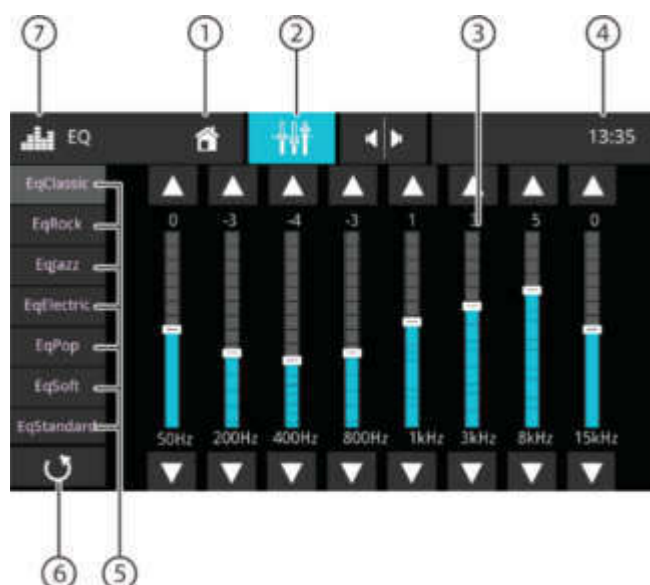 7 1 2 3 4
EQ 13:35
EqClassic
EqRock
EqJazz
EqElectric
EqPop
EqSoft
EqStandard
0 -3 -4 -3 1 3 5 0
50Hz 200Hz 400Hz 800Hz 1kHz 3kHz 8kHz 15kHz
6 5